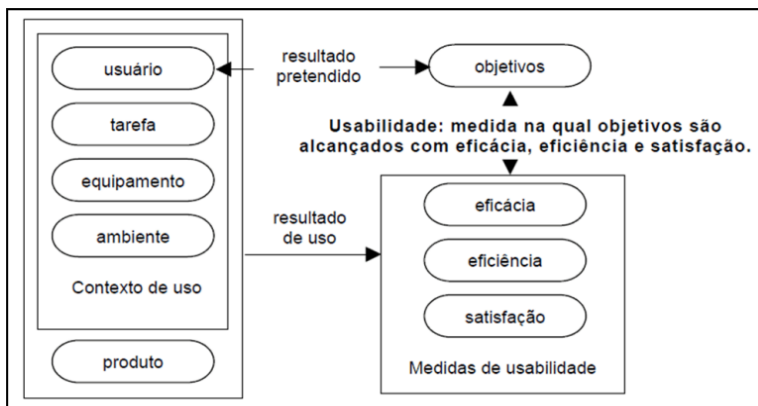 usuário
tarefa
equipamento
ambiente
Contexto de uso
produto
resultado
pretendido
objetivos
Usabilidade: medida na qual objetivos são
alcançados com eficácia, eficiência e satisfação.
resultado
de uso
eficácia
eficiência
satisfação
Medidas de usabilidade